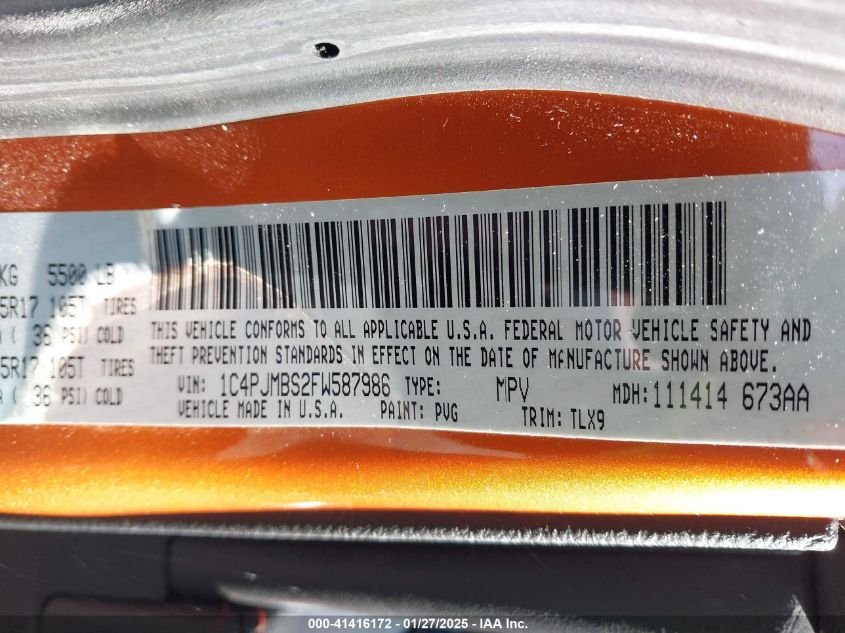 KG 5500 LB
5R17 105T TIRES
( 36 PSI) COLD
5R17 105T TIRES
( 36 PSI) COLD
THIS VEHICLE CONFORMS TO ALL APPLICABLE U.S.A. FEDERAL MOTOR VEHICLE SAFETY AND
THEFT PREVENTION STANDARDS IN EFFECT ON THE DATE OF MANUFACTURE SHOWN ABOVE.
VIN: 1C4PJMBS2FW587986 TYPE: MPV MDH: 111414 673AA
VEHICLE MADE IN U.S.A. PAINT: PVG TRIM: TLX9
000-41416172 | 01/27/2025 | IAA Inc.